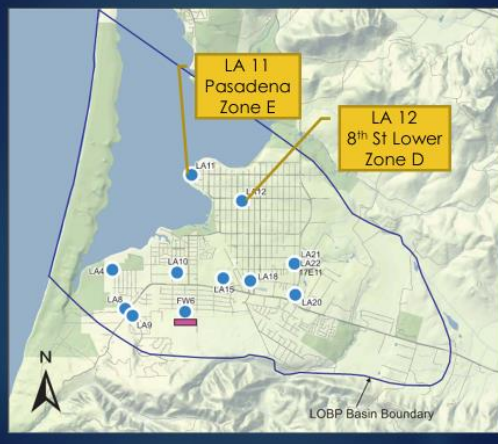 LA 11
Pasadena
Zone E
LA 12
8th St Lower
Zone D
LA11
LA12
LA4
LA10
LA21
LA22
17E11
LA15
LA18
LA20
LA8
LA9
FW6
N
LOBP Basin Boundary